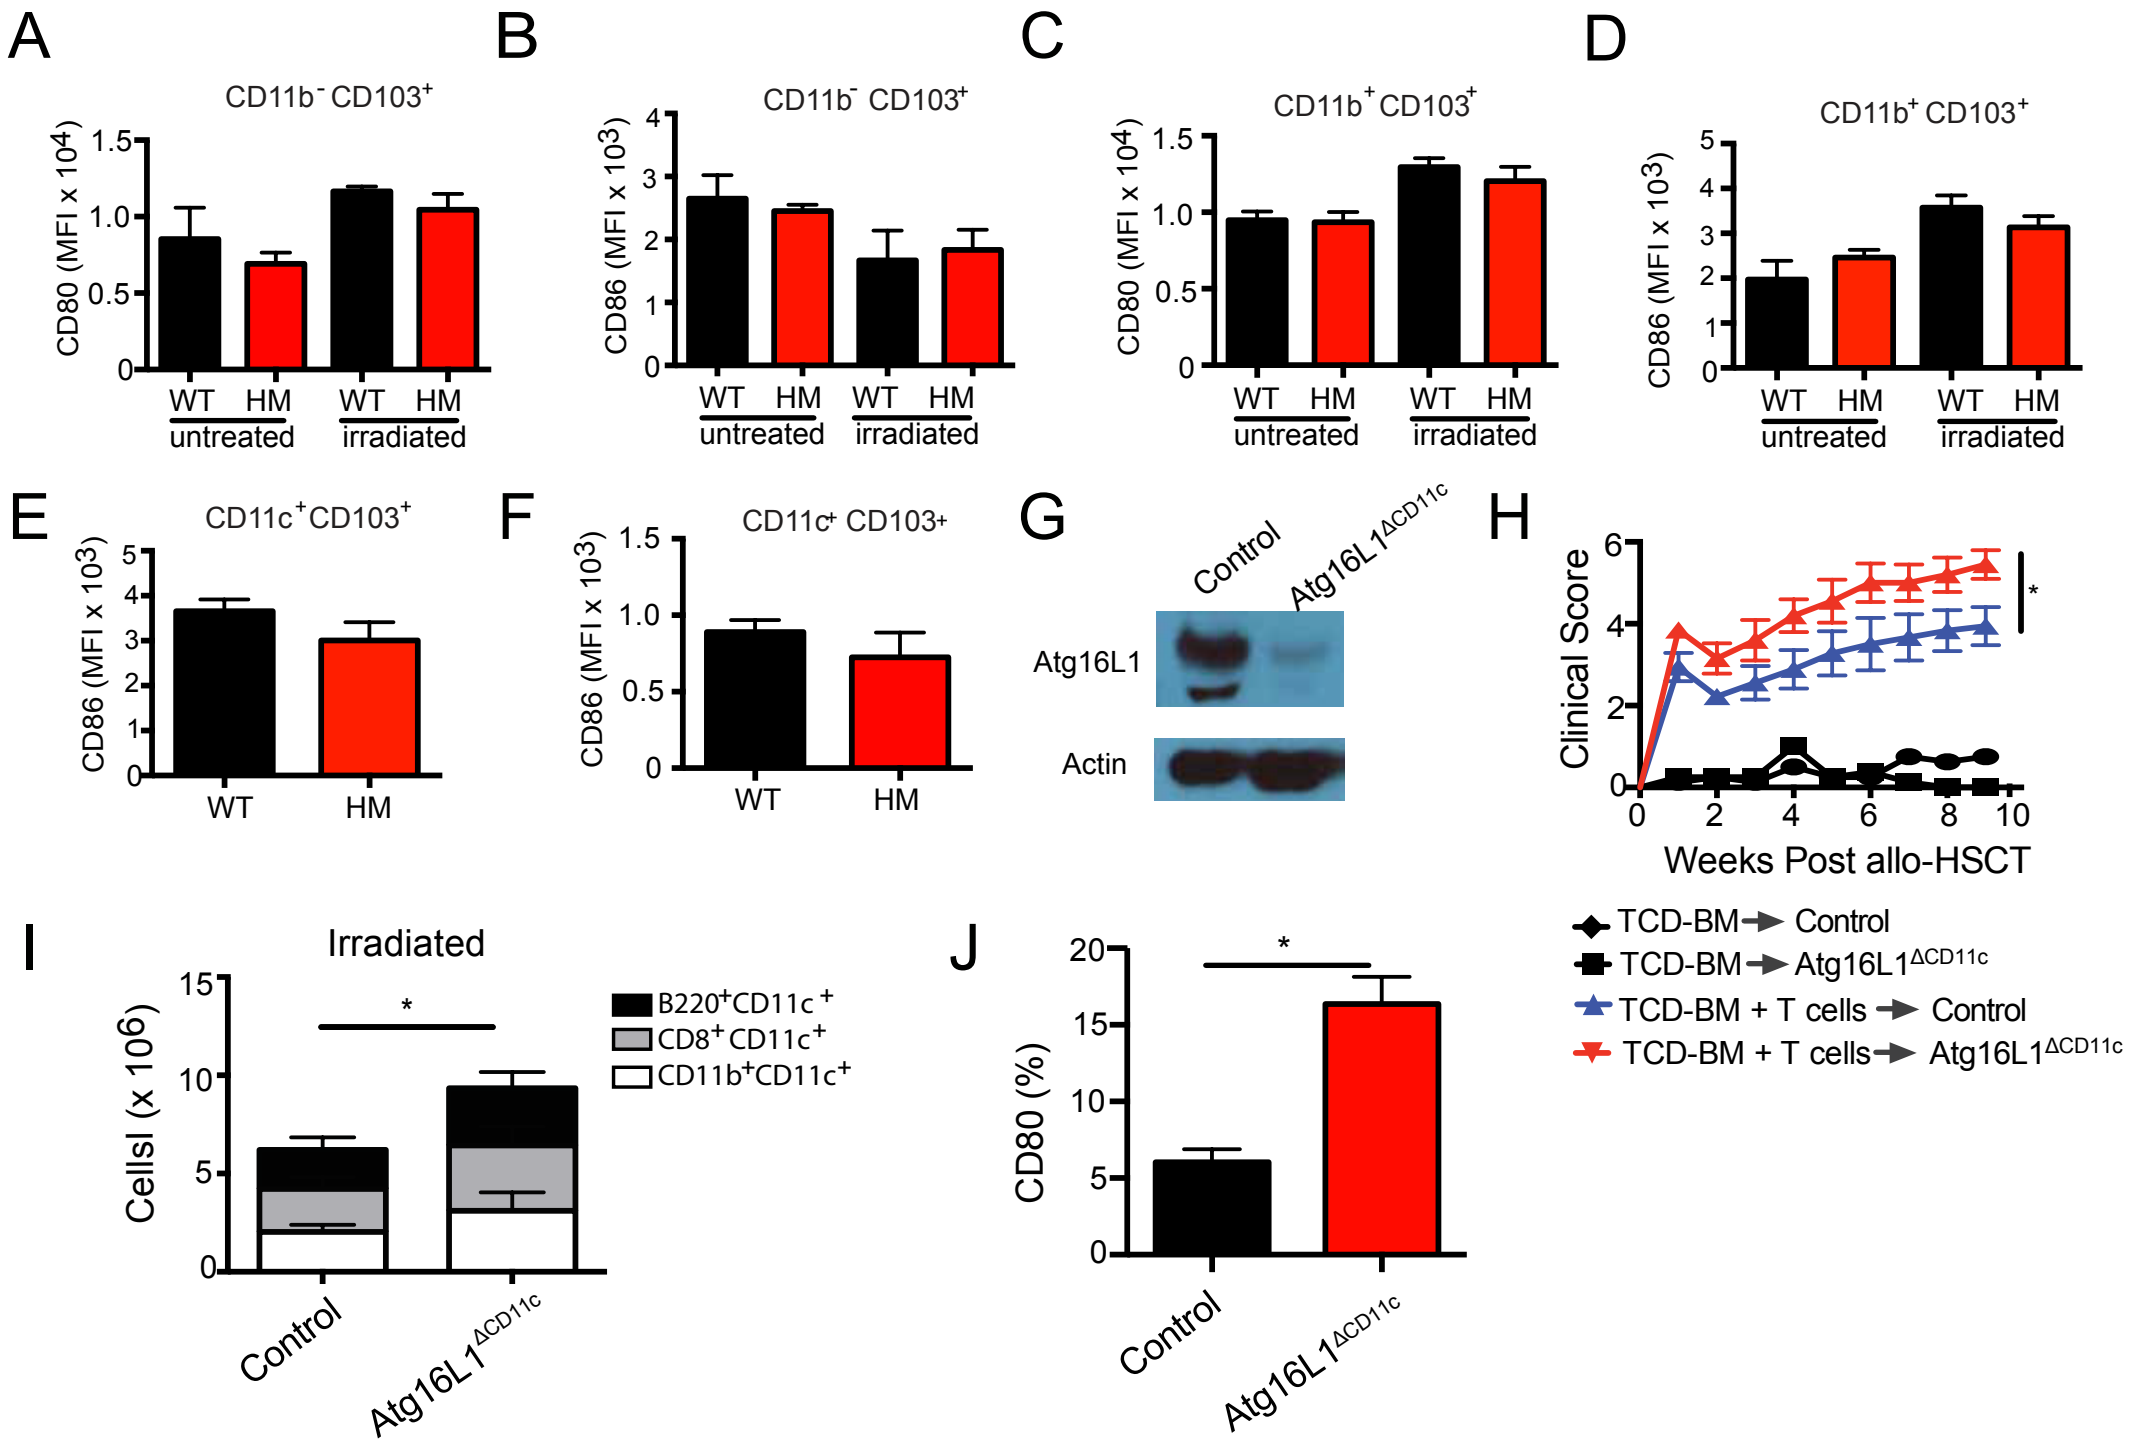 A
CD11b⁻ CD103⁺
CD80 (MFI x 10⁴)
1.5
1.0
0.5
0
WT HM WT HM
untreated irradiated
B
CD11b⁻ CD103⁺
CD86 (MFI x 10³)
4
3
2
1
0
WT HM WT HM
untreated irradiated
C
CD11b⁺ CD103⁺
CD80 (MFI x 10⁴)
1.5
1.0
0.5
0
WT HM WT HM
untreated irradiated
D
CD11b⁺ CD103⁺
CD86 (MFI x 10³)
5
4
3
2
1
0
WT HM WT HM
untreated irradiated
E
CD11c⁺CD103⁺
CD86 (MFI x 10³)
5
4
3
2
1
0
WT HM
F
CD11c⁺ CD103⁺
CD86 (MFI x 10³)
1.5
1.0
0.5
0
WT HM
G
Control Atg16L1ΔCD11c
Atg16L1
Actin
H
Clinical Score
6
4
2
0
*
0 2 4 6 8 10
Weeks Post allo-HSCT
TCD-BM → Control
TCD-BM → Atg16L1ΔCD11c
TCD-BM + T cells → Control
TCD-BM + T cells → Atg16L1ΔCD11c
I
Irradiated
Cellsl (x 10⁶)
15
10
5
0
*
B220⁺CD11c⁺
CD8⁺CD11c⁺
CD11b⁺CD11c⁺
Control Atg16L1ΔCD11c
J
CD80 (%)
20
15
10
5
0
*
Control Atg16L1ΔCD11c